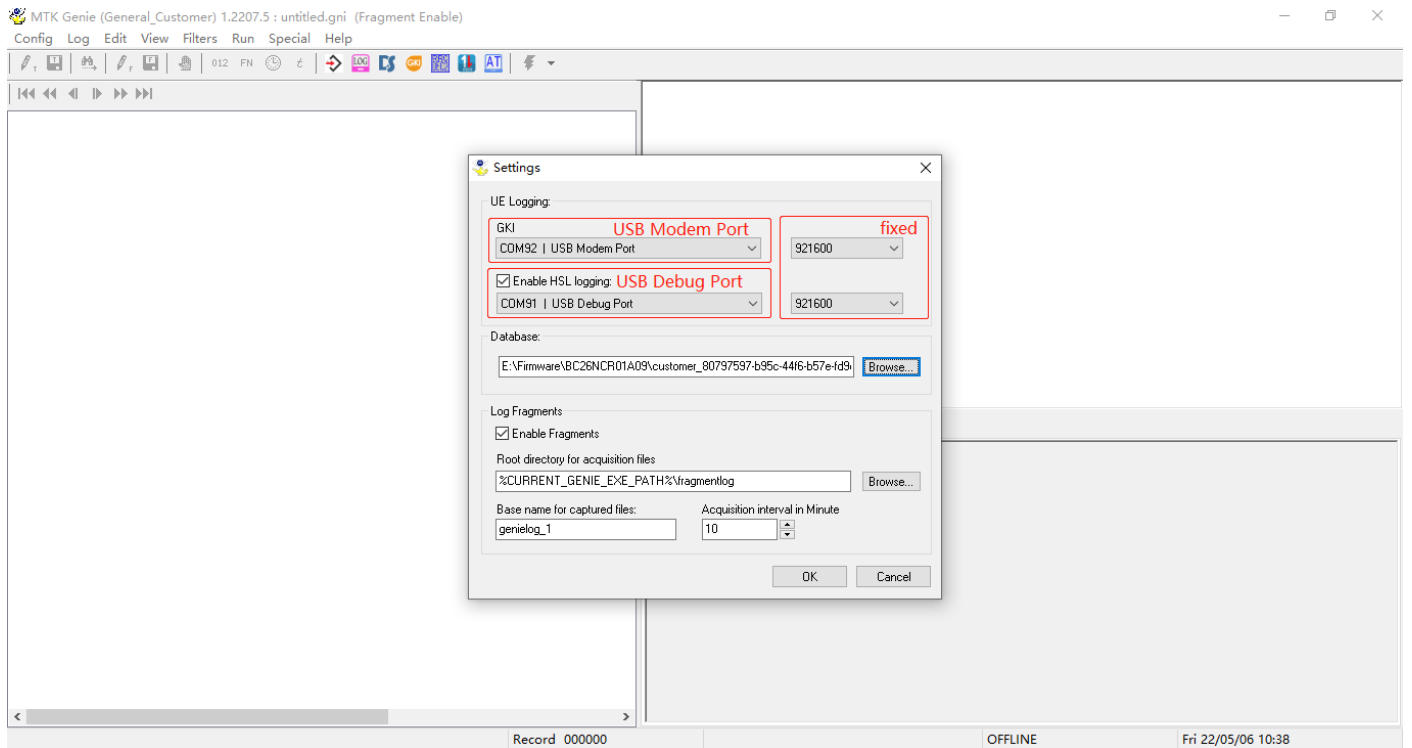 MTK Genie (General_Customer) 1.2207.5 : untitled.gni (Fragment Enable)
Config Log Edit View Filters Run Special Help
012 FN LOG GKI AT
Settings
UE Logging:
GKI USB Modem Port fixed
COM92 | USB Modem Port 921600
Enable HSL logging: USB Debug Port
COM91 | USB Debug Port 921600
Database:
E:\Firmware\BC26NCR01A09\customer_80797597-b95c-44f6-b57e-fd9 Browse...
Log Fragments
Enable Fragments
Root directory for acquisition files
%CURRENT_GENIE_EXE_PATH%\fragmentlog Browse...
Base name for captured files: Acquisition interval in Minute
genielog_1 10
OK Cancel
Record 000000 OFFLINE Fri 22/05/06 10:38